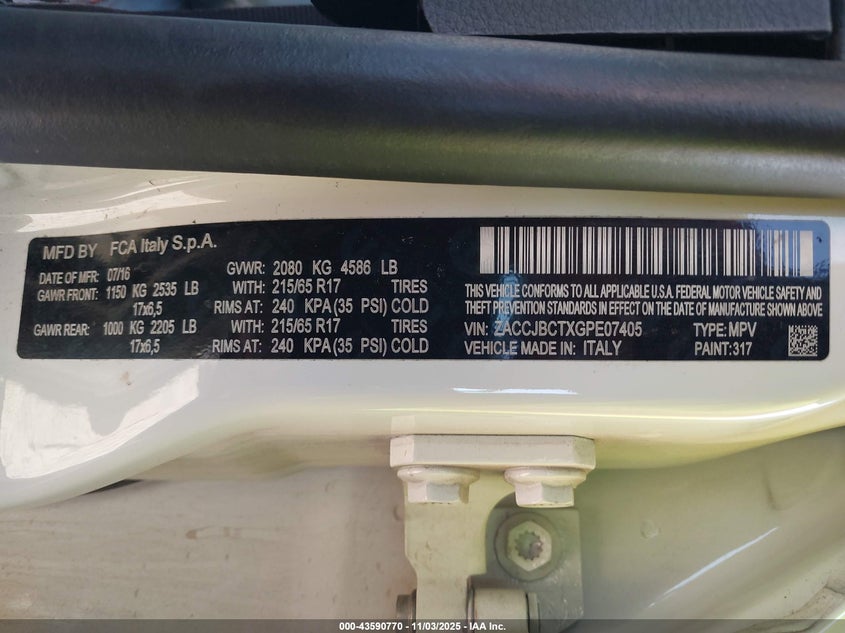 MFD BY FCA Italy S.p.A.
DATE OF MFR: 07/16 GVWR: 2080 KG 4586 LB
GAWR FRONT: 1150 KG 2535 LB WITH: 215/65 R17 TIRES
17x6,5 RIMS AT: 240 KPA(35 PSI) COLD
GAWR REAR: 1000 KG 2205 LB WITH: 215/65 R17 TIRES
17x6,5 RIMS AT: 240 KPA(35 PSI) COLD
THIS VEHICLE CONFORMS TO ALL APPLICABLE U.S.A. FEDERAL MOTOR VEHICLE SAFETY AND
THEFT PREVENTION STANDARDS IN EFFECT ON THE DATE OF MANUFACTURE SHOWN ABOVE
VIN: ZACCJBCTXGPE07405 TYPE: MPV
VEHICLE MADE IN: ITALY PAINT: 317
000-43590770 - 11/03/2025 - IAA Inc.